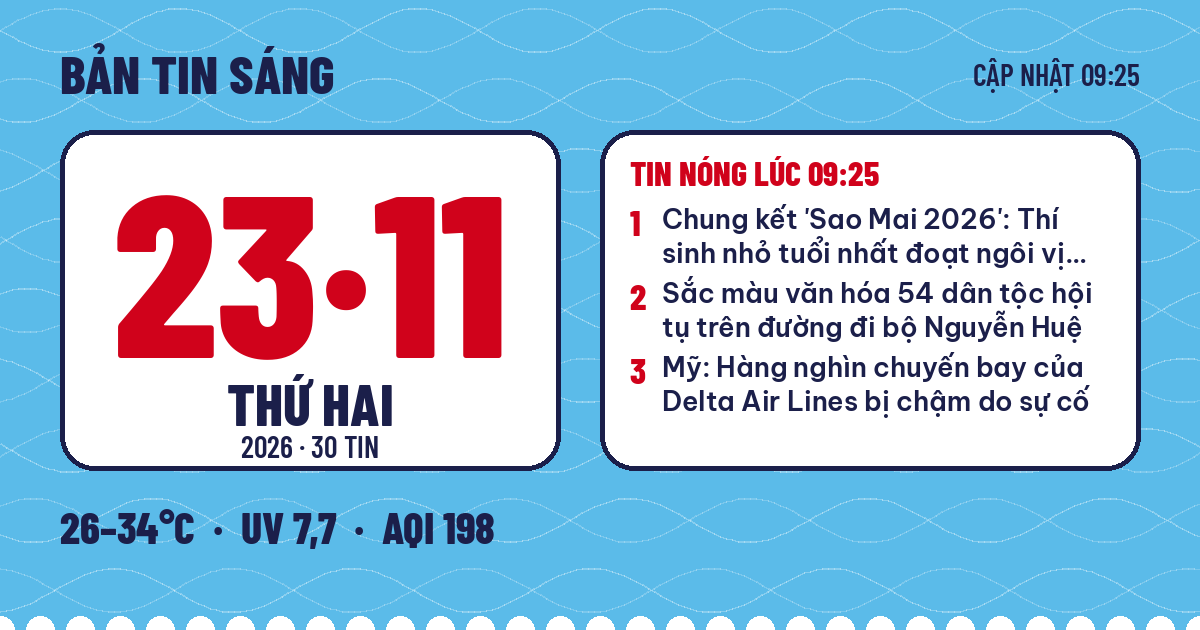 BẢN TIN SÁNG
CẬP NHẬT 09:25
23·11
THỨ HAI
2026 · 30 TIN
TIN NÓNG LÚC 09:25
1 Chung kết 'Sao Mai 2026': Thí
sinh nhỏ tuổi nhất đoạt ngôi vị...
2 Sắc màu văn hóa 54 dân tộc hội
tụ trên đường đi bộ Nguyễn Huệ
3 Mỹ: Hàng nghìn chuyến bay của
Delta Air Lines bị chậm do sự cố
26–34°C · UV 7,7 · AQI 198